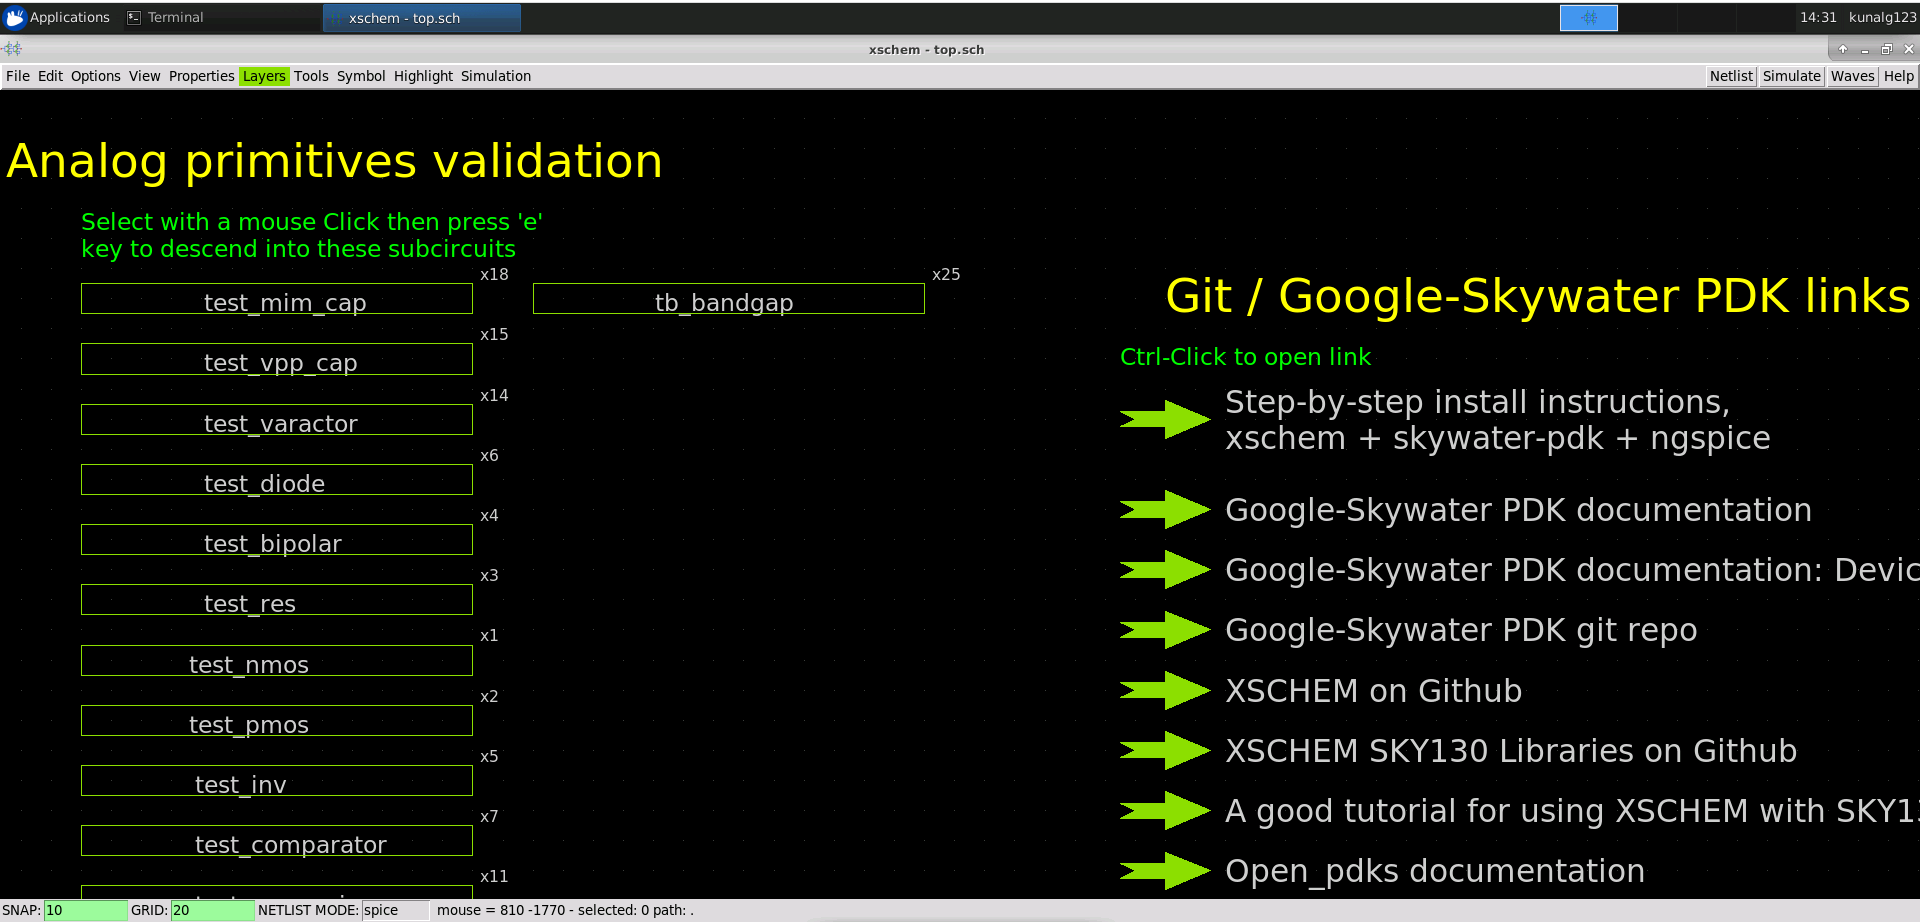 Applications
Terminal
xschem - top.sch
14:31
kunalg123
xschem - top.sch
File Edit Options View Properties Layers Tools Symbol Highlight Simulation
Netlist Simulate Waves Help
Analog primitives validation
Select with a mouse Click then press 'e'
key to descend into these subcircuits
x18
test_mim_cap
x25
tb_bandgap
x15
test_vpp_cap
x14
test_varactor
x6
test_diode
x4
test_bipolar
x3
test_res
x1
test_nmos
x2
test_pmos
x5
test_inv
x7
test_comparator
x11
Git / Google-Skywater PDK links
Ctrl-Click to open link
Step-by-step install instructions,
xschem + skywater-pdk + ngspice
Google-Skywater PDK documentation
Google-Skywater PDK documentation: Devic
Google-Skywater PDK git repo
XSCHEM on Github
XSCHEM SKY130 Libraries on Github
A good tutorial for using XSCHEM with SKY13
Open_pdks documentation
SNAP: 10 GRID: 20 NETLIST MODE: spice mouse = 810 -1770 - selected: 0 path: .